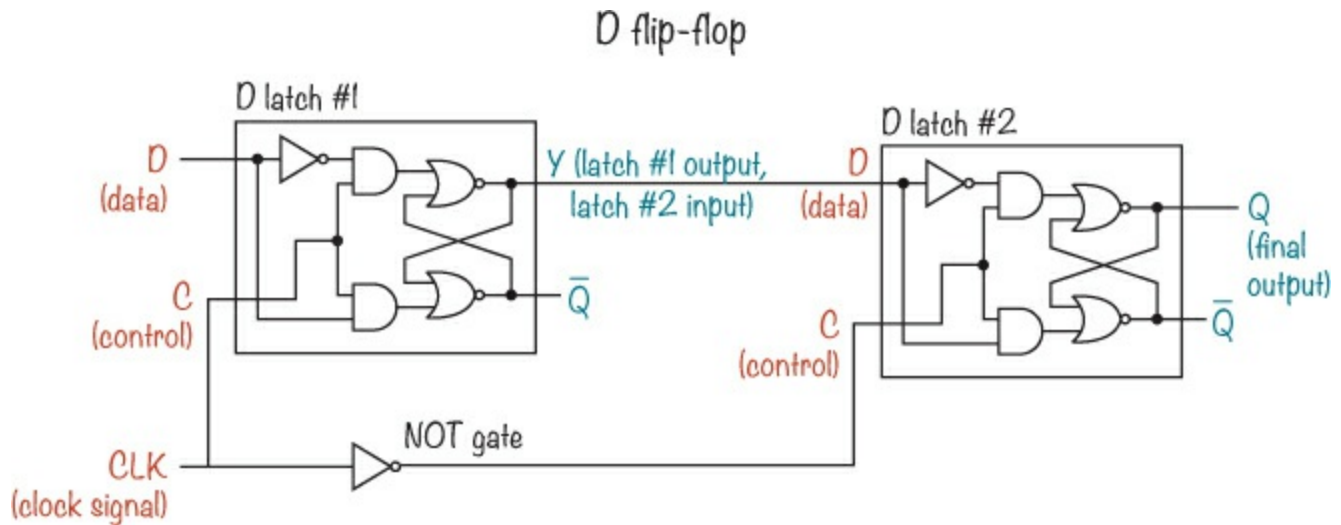 D flip-flop
D latch #1
D latch #2
D
(data)
Y (latch #1 output,
latch #2 input)
D
(data)
Q
(final
output)
C
(control)
Q̅
C
(control)
Q̅
NOT gate
CLK
(clock signal)